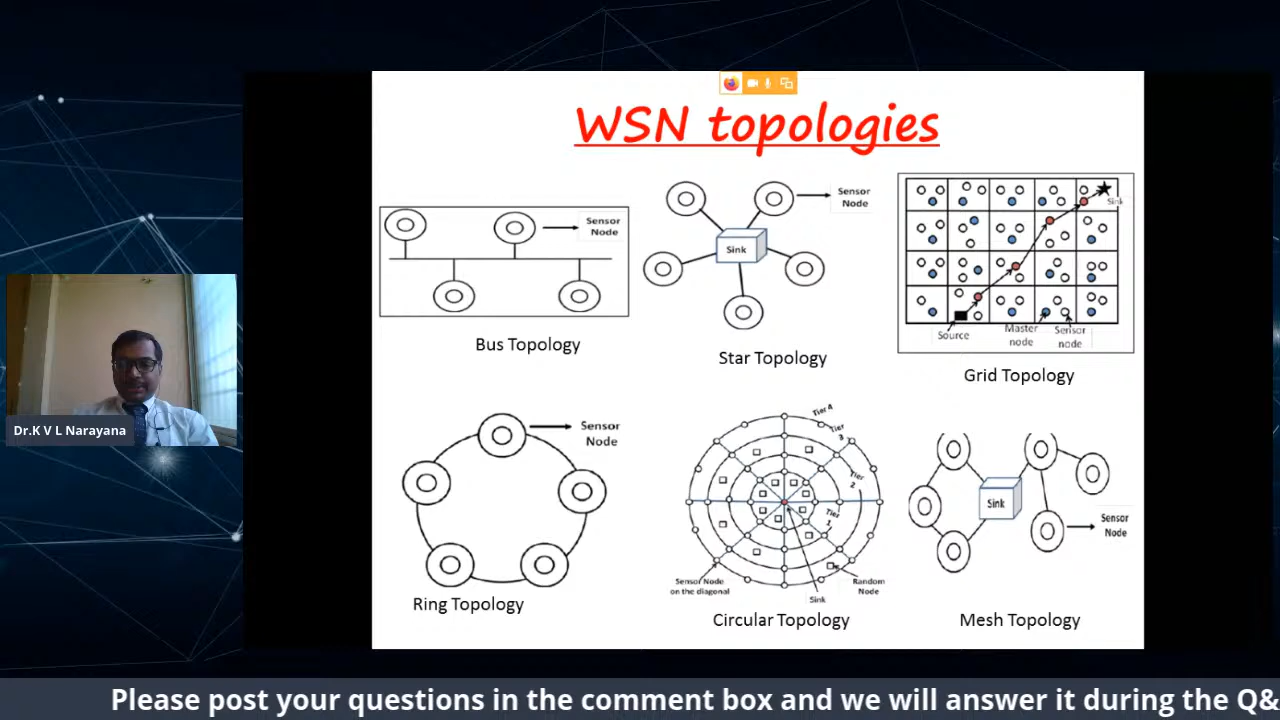 WSN topologies
Sensor
Node
Bus Topology
Sensor
Node
Sink
Star Topology
Sink
Source
Master
node
Sensor
node
Grid Topology
Sensor
Node
Ring Topology
Tier 4
Tier
3
Tier
2
Tier
1
Sensor Node
on the diagonal
Sink
Random
Node
Circular Topology
Sink
Sensor
Node
Mesh Topology
Dr.K V L Narayana
Please post your questions in the comment box and we will answer it during the Q&